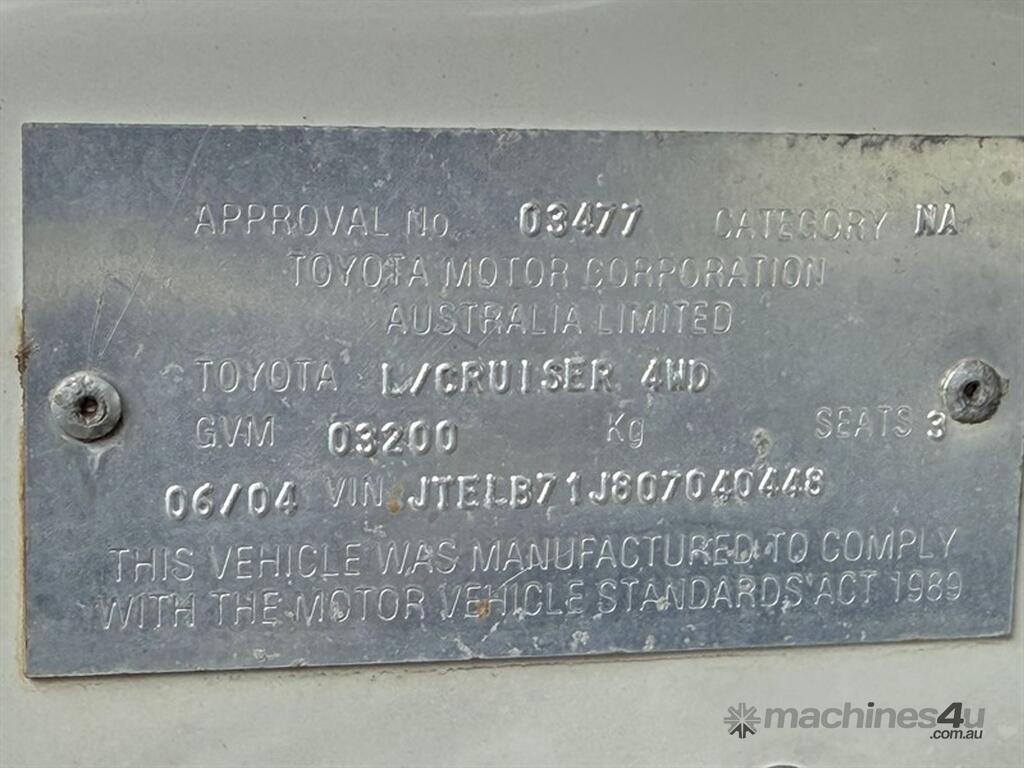 APPROVAL No 03477 CATEGORY NA
TOYOTA MOTOR CORPORATION
AUSTRALIA LIMITED
TOYOTA L/CRUISER 4WD
GVM 03200 Kg SEATS 3
06/04 VIN JTELB71J807040448
THIS VEHICLE WAS MANUFACTURED TO COMPLY
WITH THE MOTOR VEHICLE STANDARDS ACT 1989
machines4u
.com.au